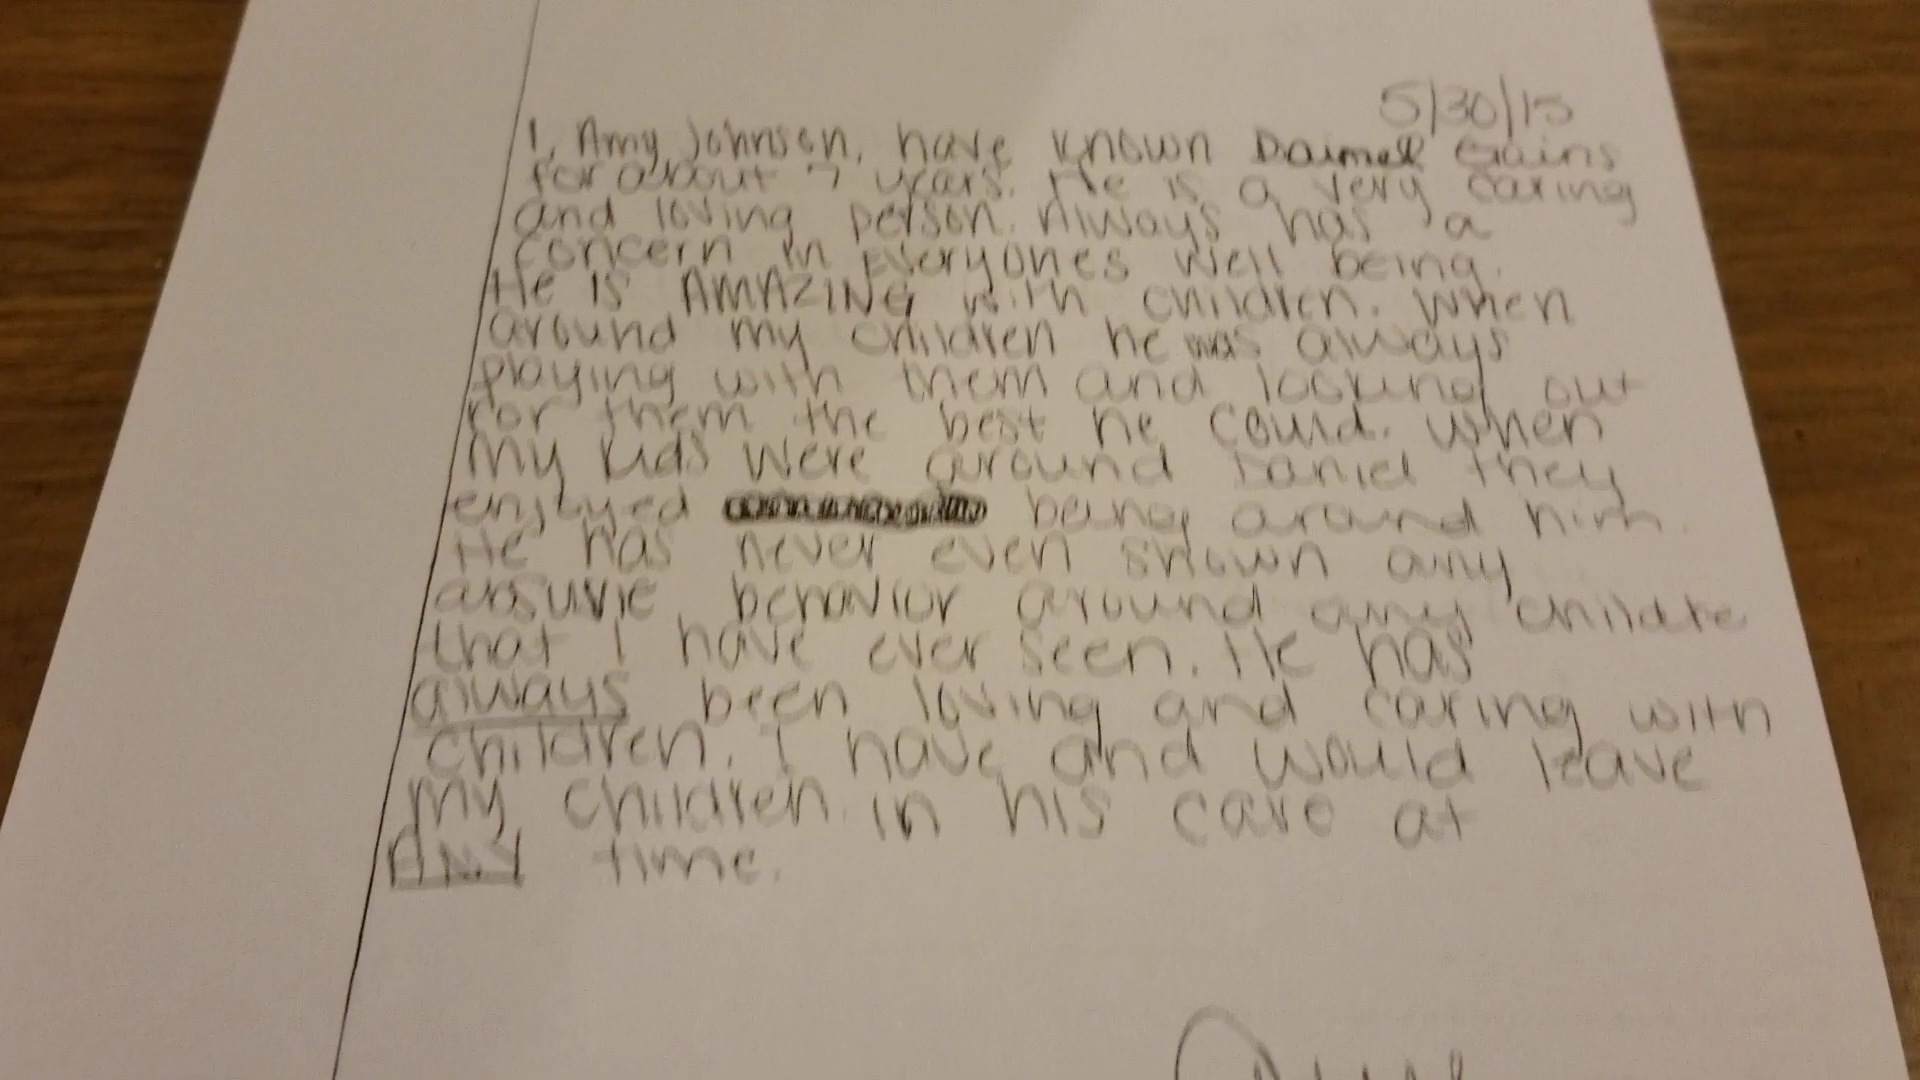 5/30/15
I, Amy Johnson, have known Daimel Gains
for about 7 years. He is a very caring
and loving person. Always has a
concern in Everyones well being.
He is AMAZING with children. When
around my children he was always
playing with them and looking out
for them the best he could. When
my kids were around Daniel they
enjoyed being around him.
He has never even shown any
abusive behavior around any childre
that I have ever seen. He has
always been loving and caring with
children. I have and would leave
my children in his care at
ANY time.